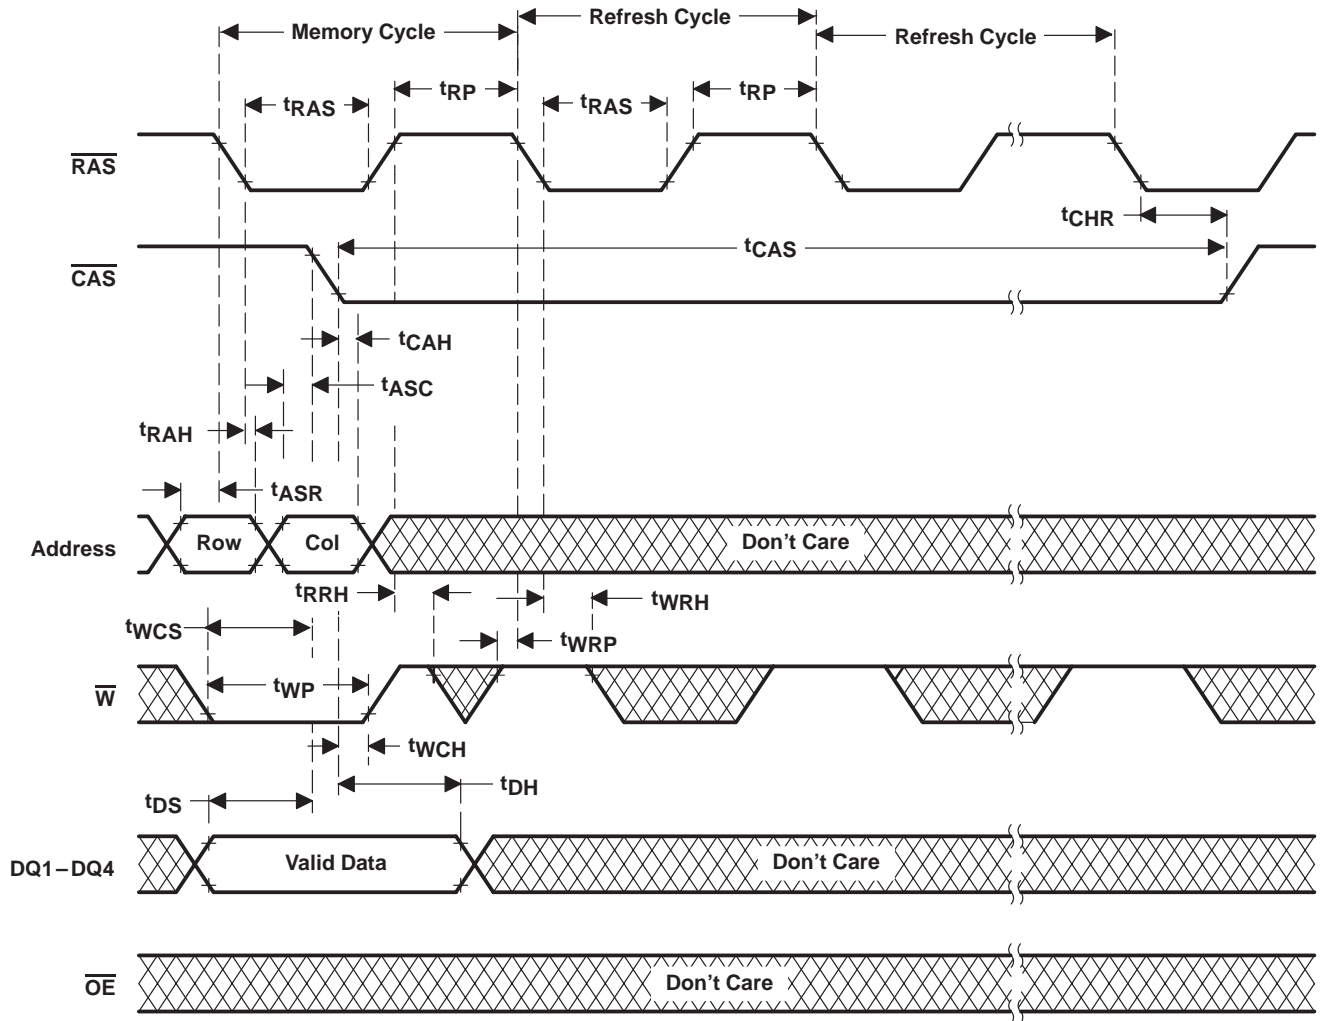 Refresh Cycle
Memory Cycle
Refresh Cycle
tRP
tRP
tRAS
tRAS
RAS
tCHR
tCAS
CAS
tCAH
tASC
tRAH
tASR
Row
Col
Don't Care
Address
tRRH
tWRH
tWCS
tWRP
tWP
W
tWCH
tDH
tDS
Valid Data
Don't Care
DQ1–DQ4
Don't Care
OE